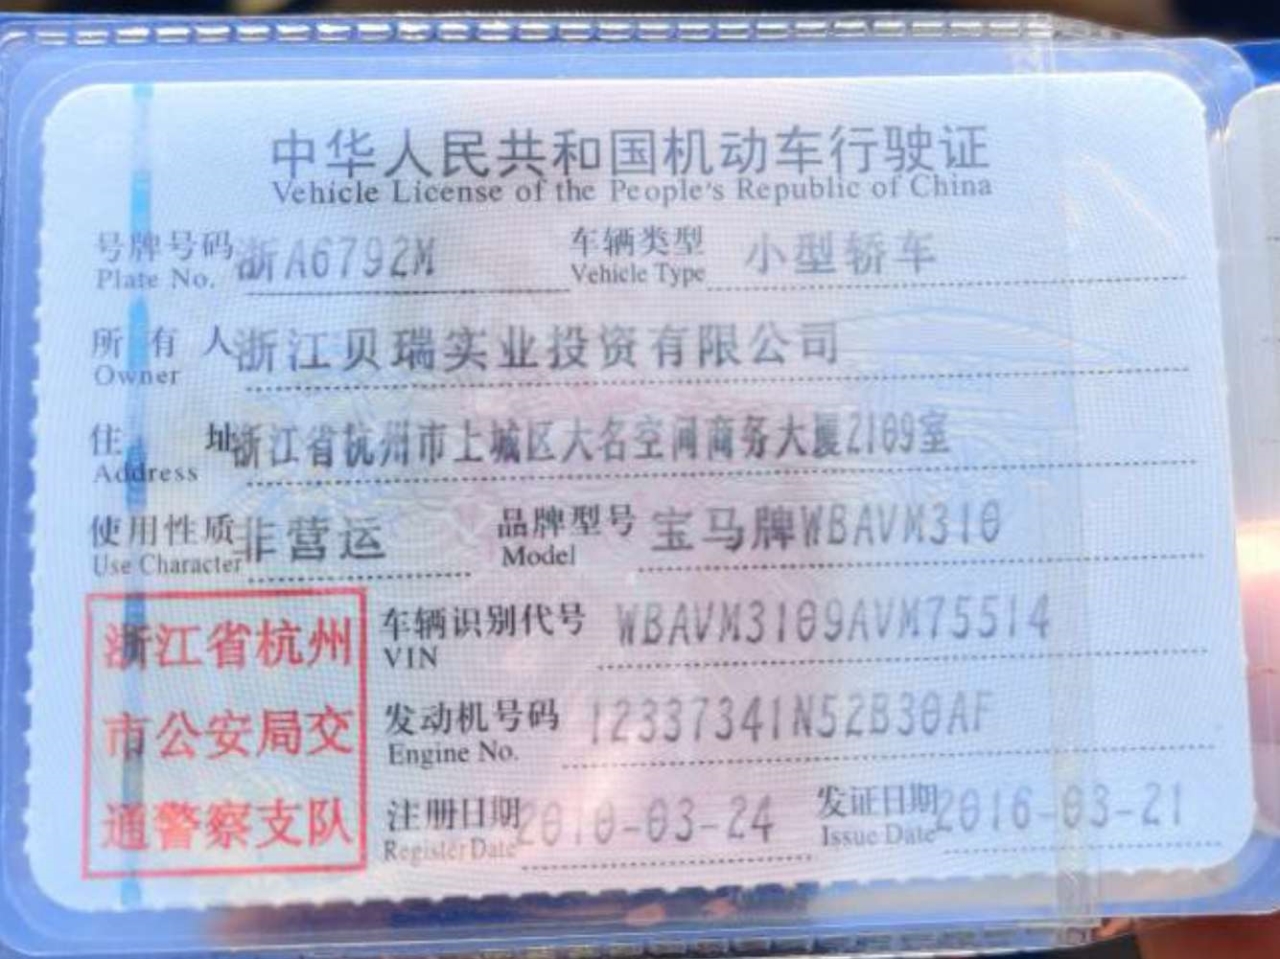 中华人民共和国机动车行驶证
Vehicle License of the People's Republic of China
号牌号码 浙A6792M 车辆类型 小型轿车
Plate No. Vehicle Type
所有人 浙江贝瑞实业投资有限公司
Owner
住址 浙江省杭州市上城区大名空间商务大厦2109室
Address
使用性质 非营运 品牌型号 宝马牌WBAVM310
Use Character Model
浙江省杭州 车辆识别代号 WBAVM3109AVM75514
VIN
市公安局交 发动机号码 12337341N52B30AF
Engine No.
通警察支队 注册日期 2010-03-24 发证日期 2016-03-21
Register Date Issue Date